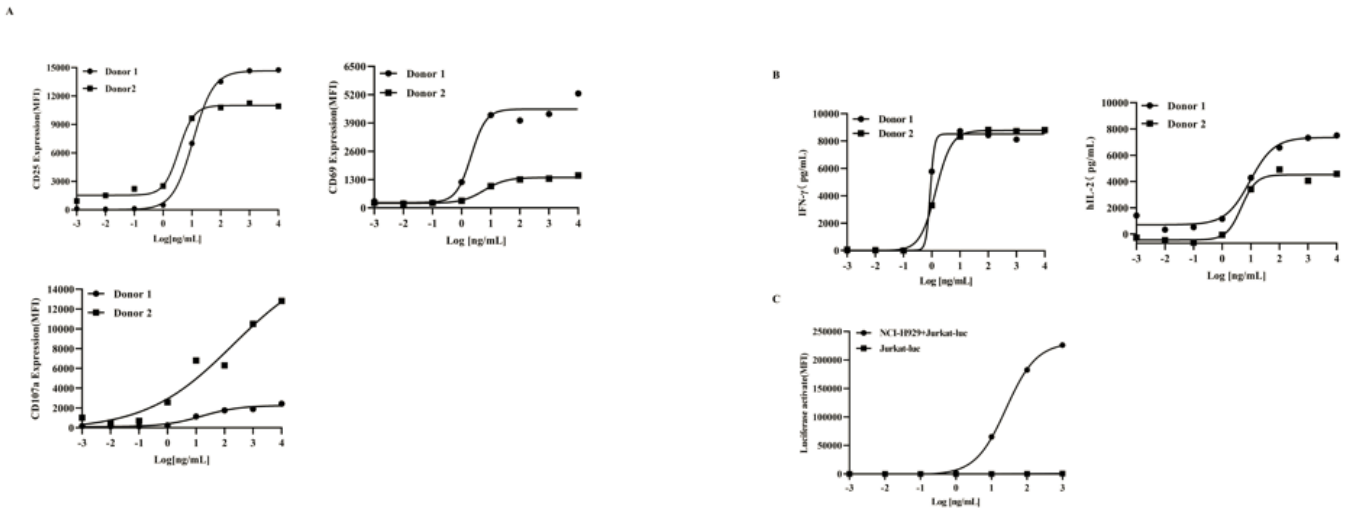 A
CD25 Expression(MFI)
15000
12000
9000
6000
3000
0
Donor 1
Donor2
-3 -2 -1 0 1 2 3 4
Log[ng/mL]
CD69 Expression(MFI)
6500
5200
3900
2600
1300
0
Donor 1
Donor 2
-3 -2 -1 0 1 2 3 4
Log [ng/mL]
CD107a Expression(MFI)
14000
12000
10000
8000
6000
4000
2000
0
Donor 1
Donor 2
-3 -2 -1 0 1 2 3 4
Log[ng/mL]
B
IFN-γ( pg/mL)
10000
8000
6000
4000
2000
0
Donor 1
Donor 2
-3 -2 -1 0 1 2 3 4
Log [ng/mL]
hIL-2( pg/mL)
10000
8000
6000
4000
2000
0
Donor 1
Donor 2
-3 -2 -1 0 1 2 3 4
Log [ng/mL]
C
Luciferase activate(MFI)
250000
200000
150000
100000
50000
0
NCI-H929+Jurkat-luc
Jurkat-luc
-3 -2 -1 0 1 2 3
Log [ng/mL]